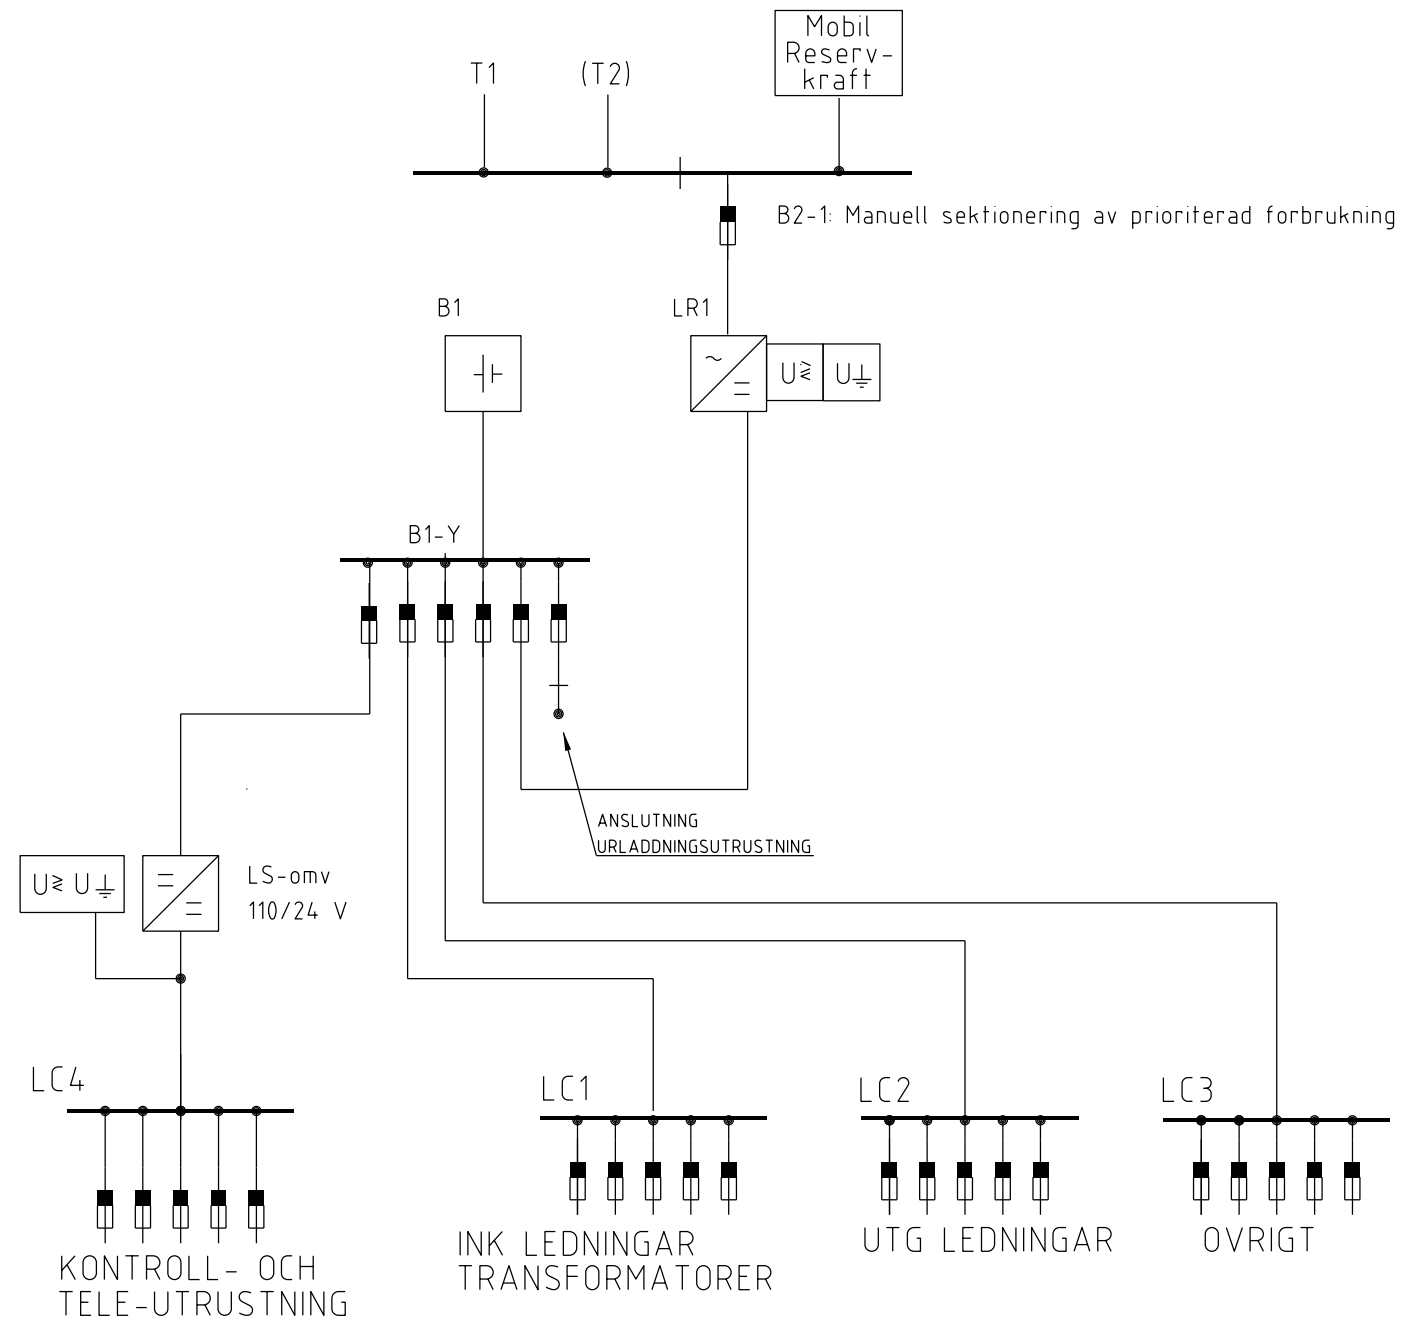 Mobil
Reserv-
kraft
T1
(T2)
B2-1: Manuell sektionering av prioriterad forbrukning
B1
LR1
U≷
U⏚
B1-Y
ANSLUTNING
URLADDNINGSUTRUSTNING
U≷ U⏚
LS-omv
110/24 V
LC4
LC1
LC2
LC3
KONTROLL- OCH
TELE-UTRUSTNING
INK LEDNINGAR
TRANSFORMATORER
UTG LEDNINGAR
OVRIGT